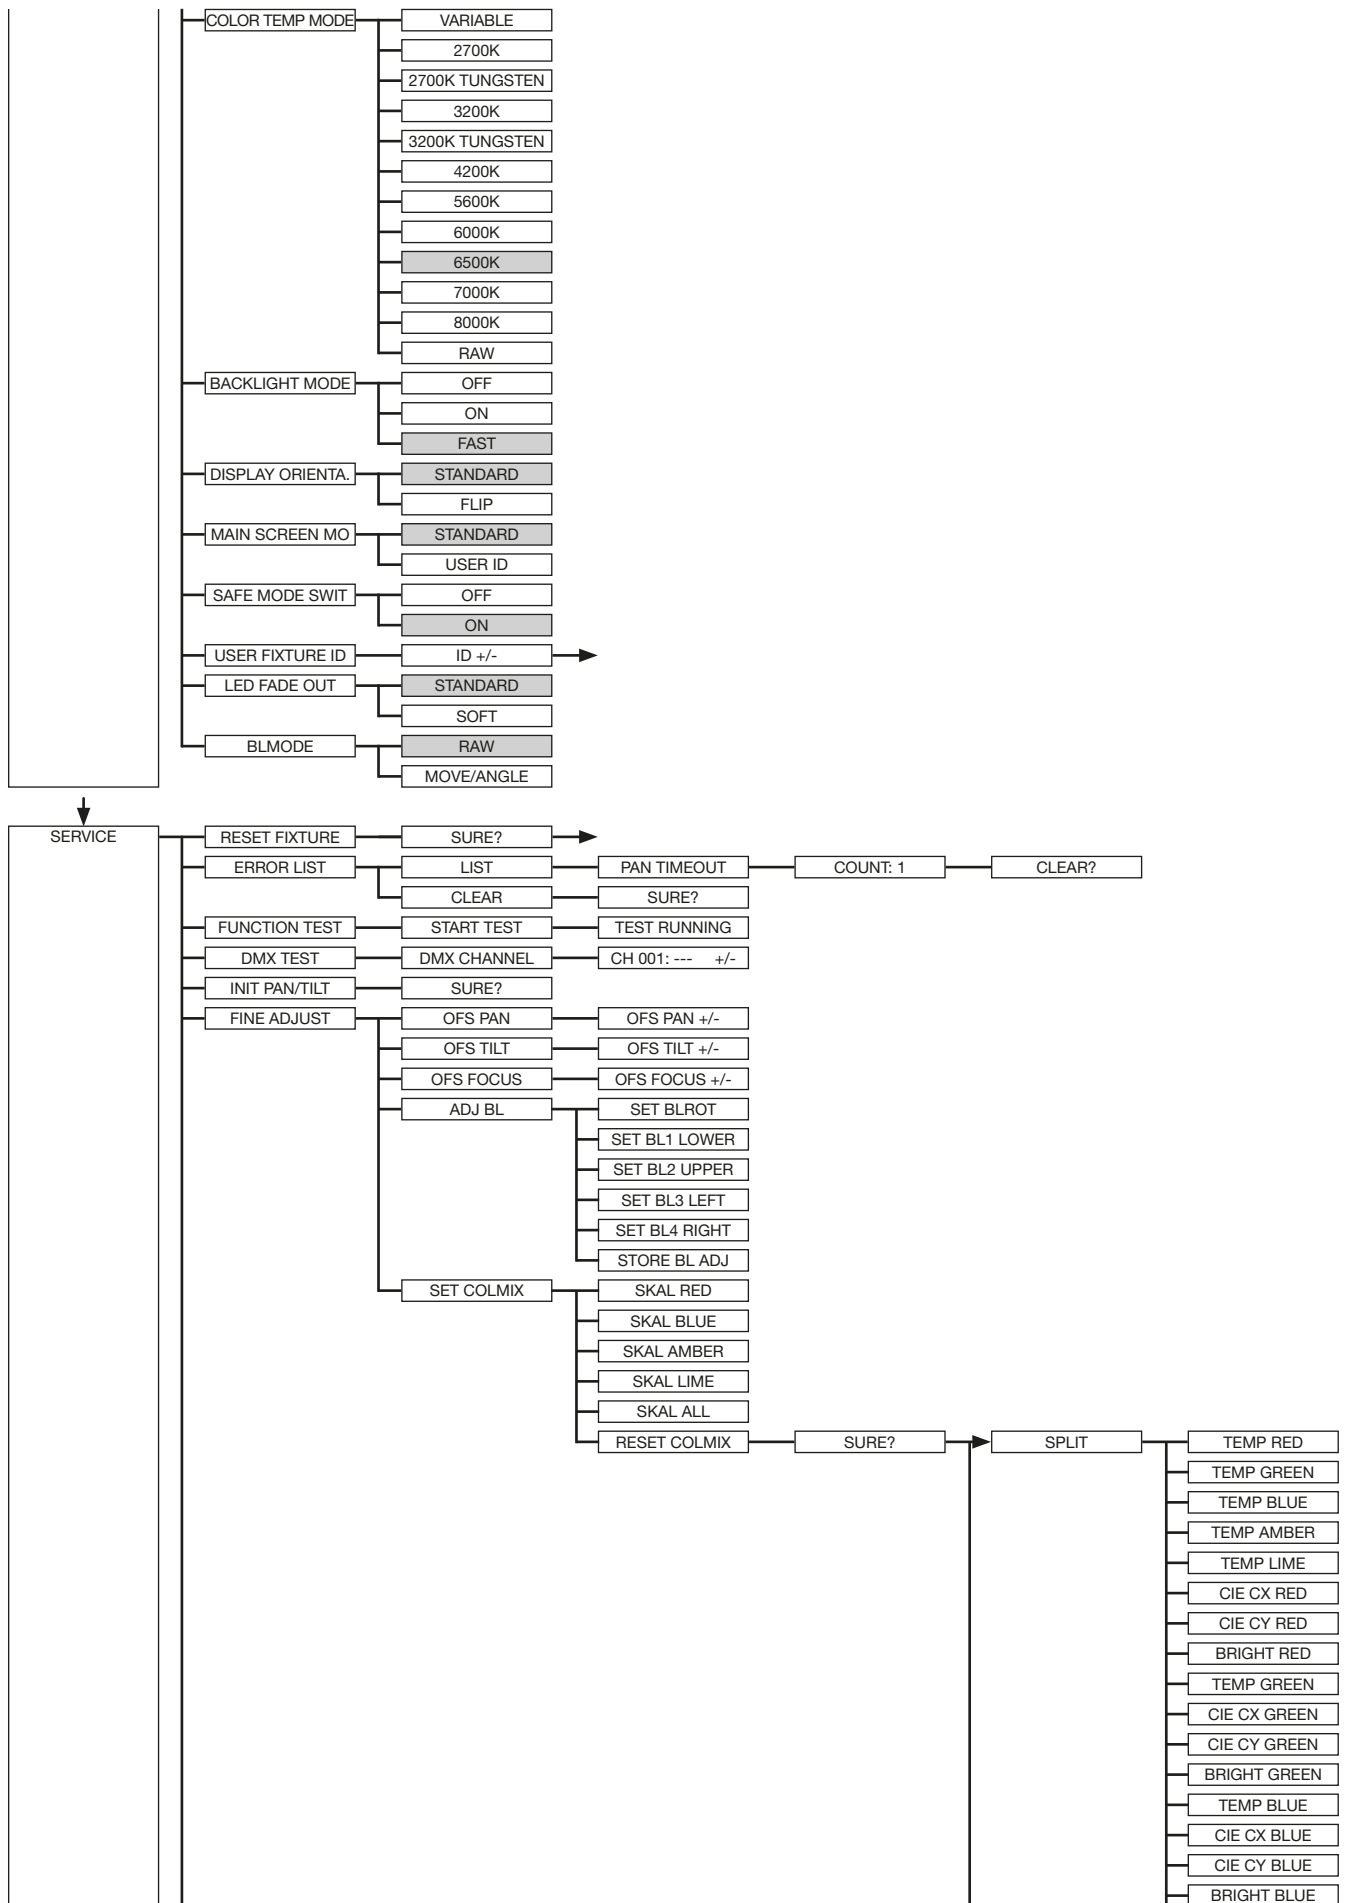 COLOR TEMP MODE VARIABLE
2700K
2700K TUNGSTEN
3200K
3200K TUNGSTEN
4200K
5600K
6000K
6500K
7000K
8000K
RAW
BACKLIGHT MODE OFF
ON
FAST
DISPLAY ORIENTA. STANDARD
FLIP
MAIN SCREEN MO STANDARD
USER ID
SAFE MODE SWIT OFF
ON
USER FIXTURE ID ID +/-
LED FADE OUT STANDARD
SOFT
BLMODE RAW
MOVE/ANGLE
SERVICE RESET FIXTURE SURE?
ERROR LIST LIST PAN TIMEOUT COUNT: 1 CLEAR?
CLEAR SURE?
FUNCTION TEST START TEST TEST RUNNING
DMX TEST DMX CHANNEL CH 001: --- +/-
INIT PAN/TILT SURE?
FINE ADJUST OFS PAN OFS PAN +/-
OFS TILT OFS TILT +/-
OFS FOCUS OFS FOCUS +/-
ADJ BL SET BLROT
SET BL1 LOWER
SET BL2 UPPER
SET BL3 LEFT
SET BL4 RIGHT
STORE BL ADJ
SET COLMIX SKAL RED
SKAL BLUE
SKAL AMBER
SKAL LIME
SKAL ALL
RESET COLMIX SURE? SPLIT TEMP RED
TEMP GREEN
TEMP BLUE
TEMP AMBER
TEMP LIME
CIE CX RED
CIE CY RED
BRIGHT RED
TEMP GREEN
CIE CX GREEN
CIE CY GREEN
BRIGHT GREEN
TEMP BLUE
CIE CX BLUE
CIE CY BLUE
BRIGHT BLUE